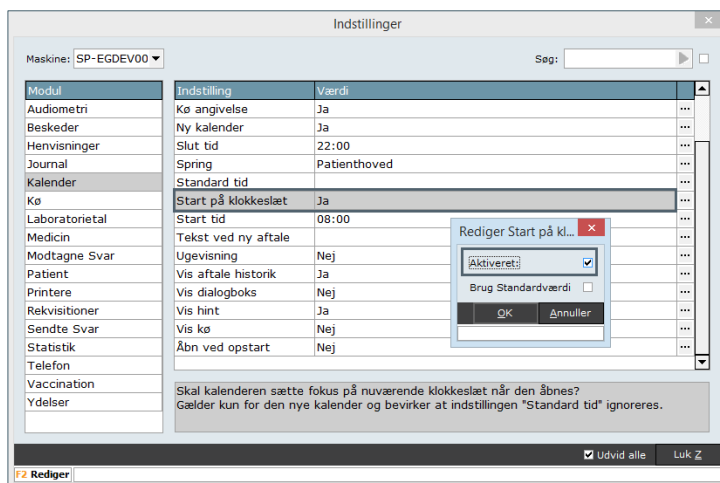 Indstillinger
Maskine: SP-EGDEV00
Søg:
Modul
Audiometri
Beskeder
Henvisninger
Journal
Kalender
Kø
Laboratorietal
Medicin
Modtagne Svar
Patient
Printere
Rekvisitioner
Sendte Svar
Statistik
Telefon
Vaccination
Ydelser
Indstilling Værdi
Kø angivelse Ja ...
Ny kalender Ja ...
Slut tid 22:00 ...
Spring Patienthoved ...
Standard tid ...
Start på klokkeslæt Ja ...
Start tid 08:00 ...
Tekst ved ny aftale ...
Ugevisning Nej ...
Vis aftale historik Ja ...
Vis dialogboks Nej ...
Vis hint Ja ...
Vis kø Nej ...
Åbn ved opstart Nej ...
Rediger Start på kl...
Aktiveret:
Brug Standardværdi
OK Annuller
Skal kalenderen sætte fokus på nuværende klokkeslæt når den åbnes?
Gælder kun for den nye kalender og bevirker at indstillingen "Standard tid" ignoreres.
Udvid alle Luk Z
F2 Rediger